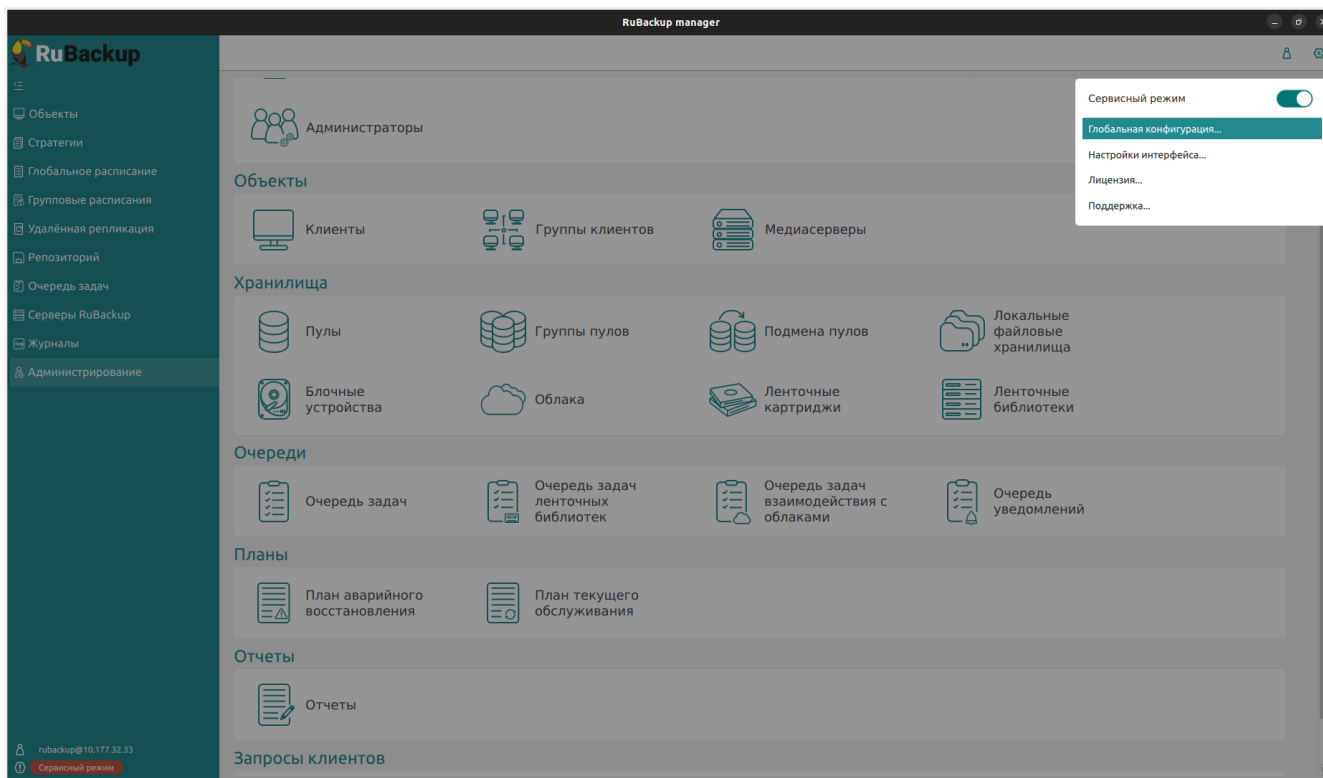 RuBackup manager
RuBackup
Объекты
Стратегии
Глобальное расписание
Групповые расписания
Удалённая репликация
Репозиторий
Очередь задач
Серверы RuBackup
Журналы
Администрирование
rubackup@10.177.32.33
Сервисный режим
Администраторы
Объекты
Клиенты
Группы клиентов
Медиасерверы
Хранилища
Пулы
Группы пулов
Подмена пулов
Локальные
файловые
хранилища
Блочные
устройства
Облака
Ленточные
картриджи
Ленточные
библиотеки
Очереди
Очередь задач
Очередь задач
ленточных
библиотек
Очередь задач
взаимодействия с
облаками
Очередь
уведомлений
Планы
План аварийного
восстановления
План текущего
обслуживания
Отчеты
Отчеты
Запросы клиентов
Сервисный режим
Глобальная конфигурация...
Настройки интерфейса...
Лицензия...
Поддержка...